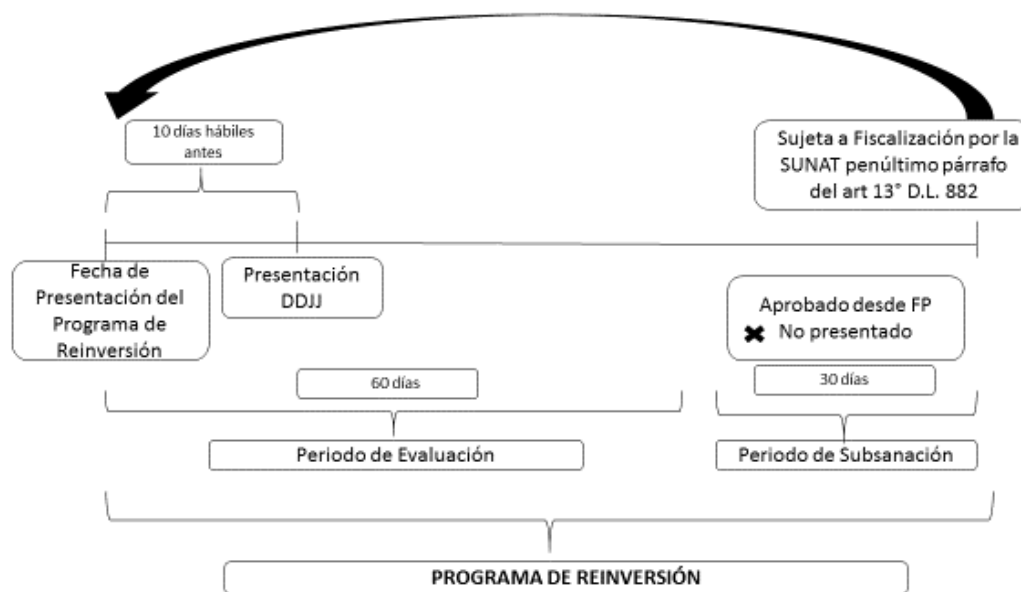 10 días hábiles
antes
Sujeta a Fiscalización por la
SUNAT penúltimo párrafo
del art 13° D.L. 882
Fecha de
Presentación del
Programa de
Reinversión
Presentación
DDJJ
Aprobado desde FP
No presentado
60 días
30 días
Periodo de Evaluación
Periodo de Subsanación
PROGRAMA DE REINVERSIÓN